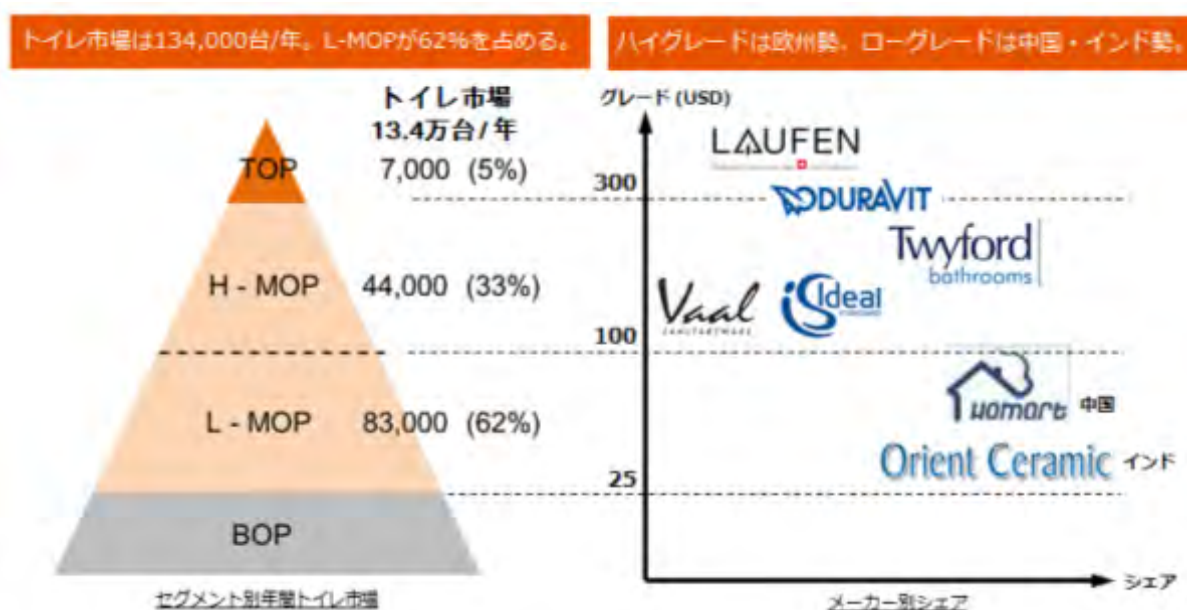 トイレ市場は134,000台/年。L-MOPが62%を占める。
ハイグレードは欧州勢、ローグレードは中国・インド勢。
トイレ市場
13.4万台/年
TOP 7,000 (5%)
H - MOP 44,000 (33%)
L - MOP 83,000 (62%)
BOP
セグメント別年間トイレ市場
グレード (USD)
LAUFEN
300
DURAVIT
Twyford
bathrooms
Vaal
SANITARYWARE
Ideal
100
Homart 中国
Orient Ceramic インド
25
シェア
メーカー別シェア